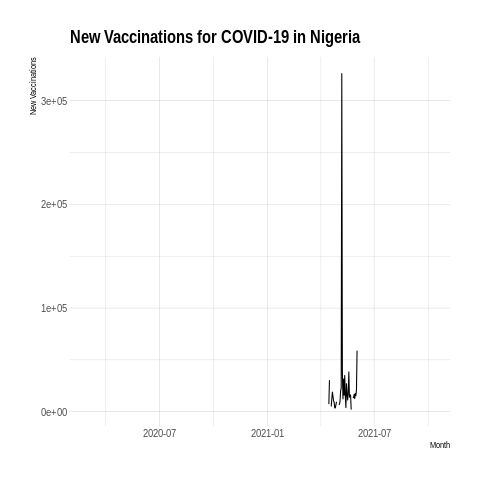 New Vaccinations for COVID-19 in Nigeria
New Vaccinations
3e+05
2e+05
1e+05
0e+00
2020-07 2021-01 2021-07
Month